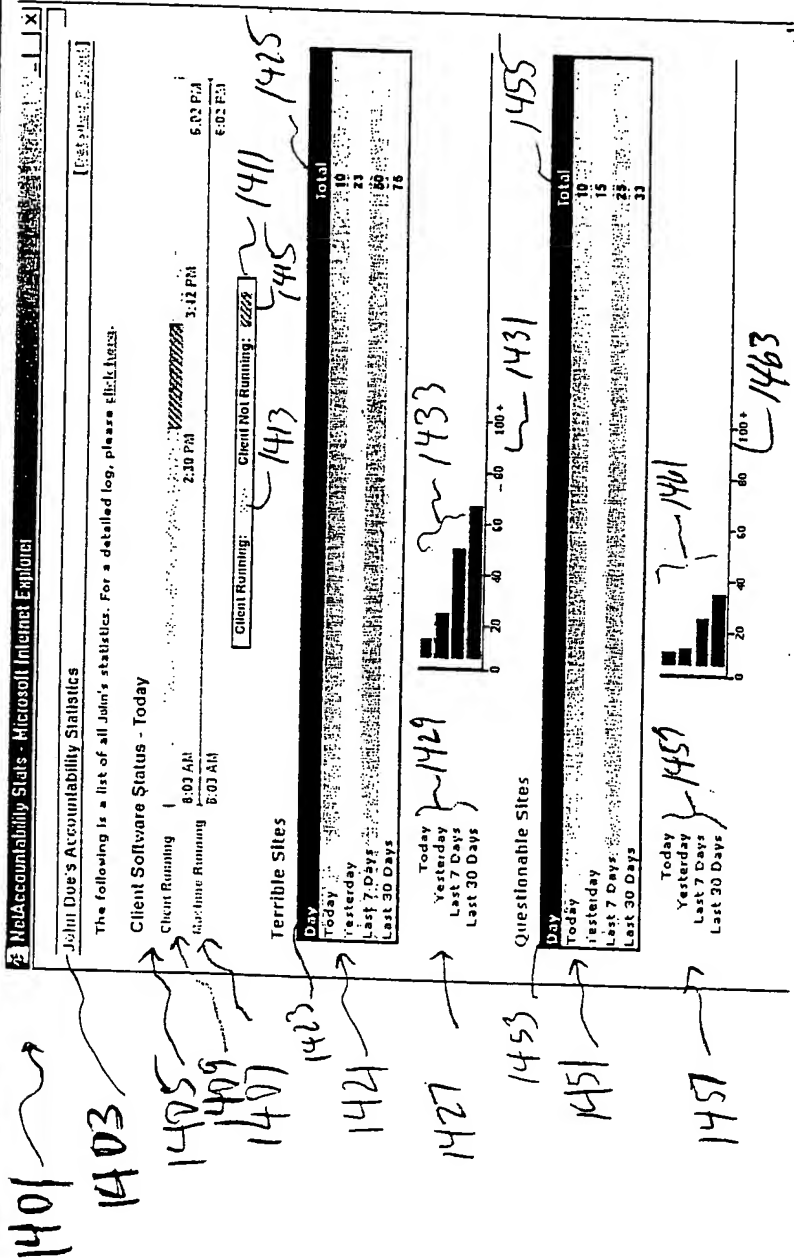 NetAccountability Stats - Microsoft Internet Explorer
John Doe's Accountability Statistics
[Detailed Report]
The following is a list of all John's statistics. For a detailed log, please click here.
Client Software Status - Today
Client Running
8:03 AM 2:30 PM 3:12 PM 6:02 PM
Machine Running
8:03 AM 6:02 PM
Client Running: Client Not Running:
Terrible Sites
Day Total
Today 10
Yesterday 23
Last 7 Days 50
Last 30 Days 75
Today
Yesterday
Last 7 Days
Last 30 Days
0 20 40 60 80 100 +
Questionable Sites
Day Total
Today 10
Yesterday 15
Last 7 Days 25
Last 30 Days 33
Today
Yesterday
Last 7 Days
Last 30 Days
0 20 40 60 80 100 +
1401
1403
1405
1409
1407
1411
1413
1415
1423
1421
1425
1427
1429
1433
1431
1453
1451
1455
1457
1459
1461
1463